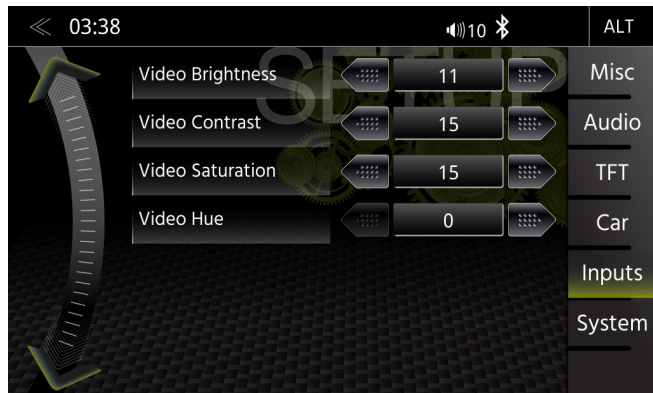 03:38 10 ALT
SETUP
Video Brightness 11 Misc
Video Contrast 15 Audio
Video Saturation 15 TFT
Video Hue 0 Car
Inputs
System